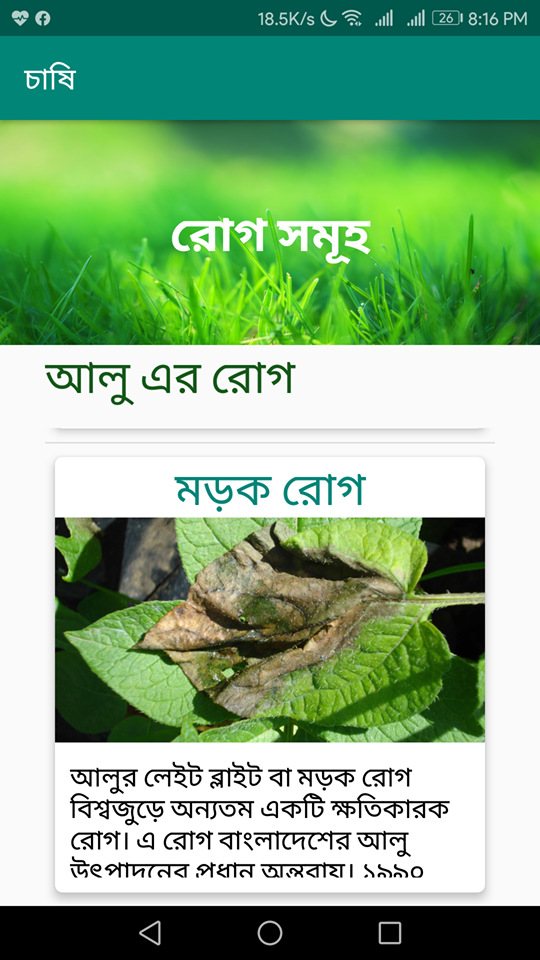 18.5K/s 26 8:16 PM
চাষি
রোগ সমূহ
আলু এর রোগ
মড়ক রোগ
আলুর লেইট ব্লাইট বা মড়ক রোগ
বিশ্বজুড়ে অন্যতম একটি ক্ষতিকারক
রোগ। এ রোগ বাংলাদেশের আলু
উৎপাদনের প্রধান অন্তরায়। ১৯৯০